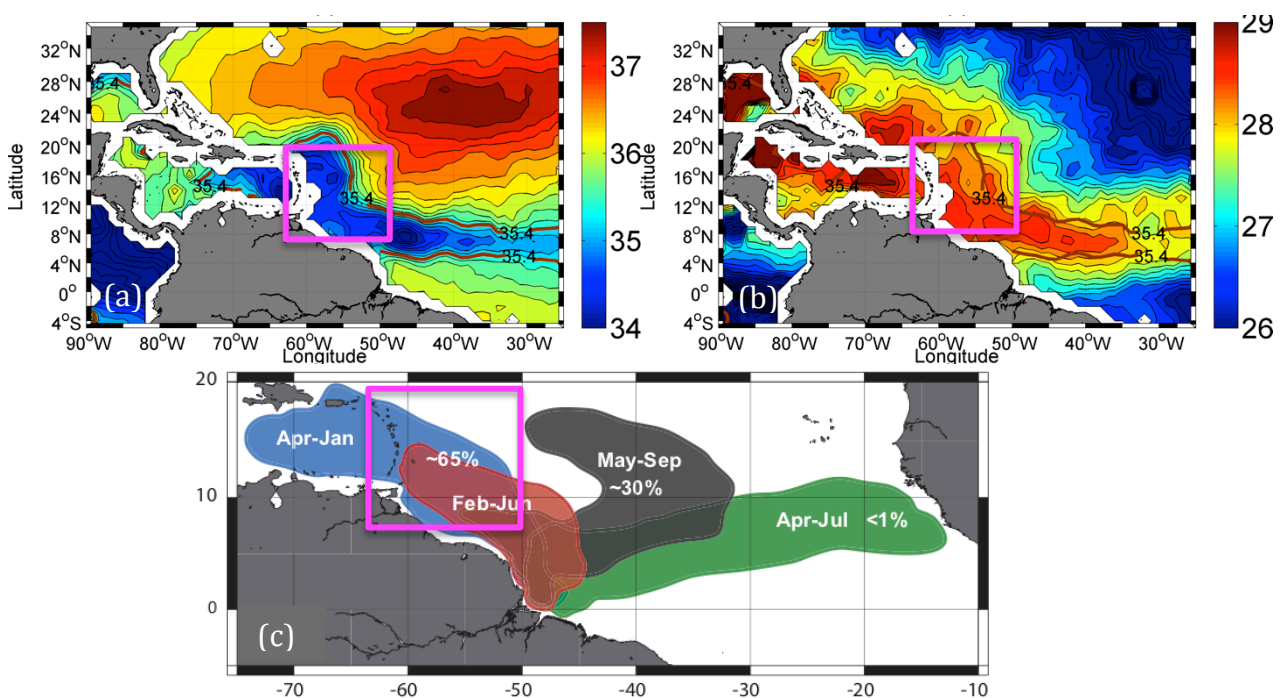 32°N
28°N
24°N
20°N
16°N
12°N
8°N
4°N
0°
4°S
Latitude
90°W 80°W 70°W 60°W 50°W 40°W 30°W
Longitude
35.4
35.4
35.4
35.4
(a)
37
36
35
34
32°N
28°N
24°N
20°N
16°N
12°N
8°N
4°N
0°
4°S
Latitude
90°W 80°W 70°W 60°W 50°W 40°W 30°W
Longitude
35.4
35.4
35.4
35.4
(b)
29
28
27
26
20
10
0
Apr-Jan
~65%
Feb-Jun
May-Sep
~30%
Apr-Jul <1%
(c)
-70 -60 -50 -40 -30 -20 -10